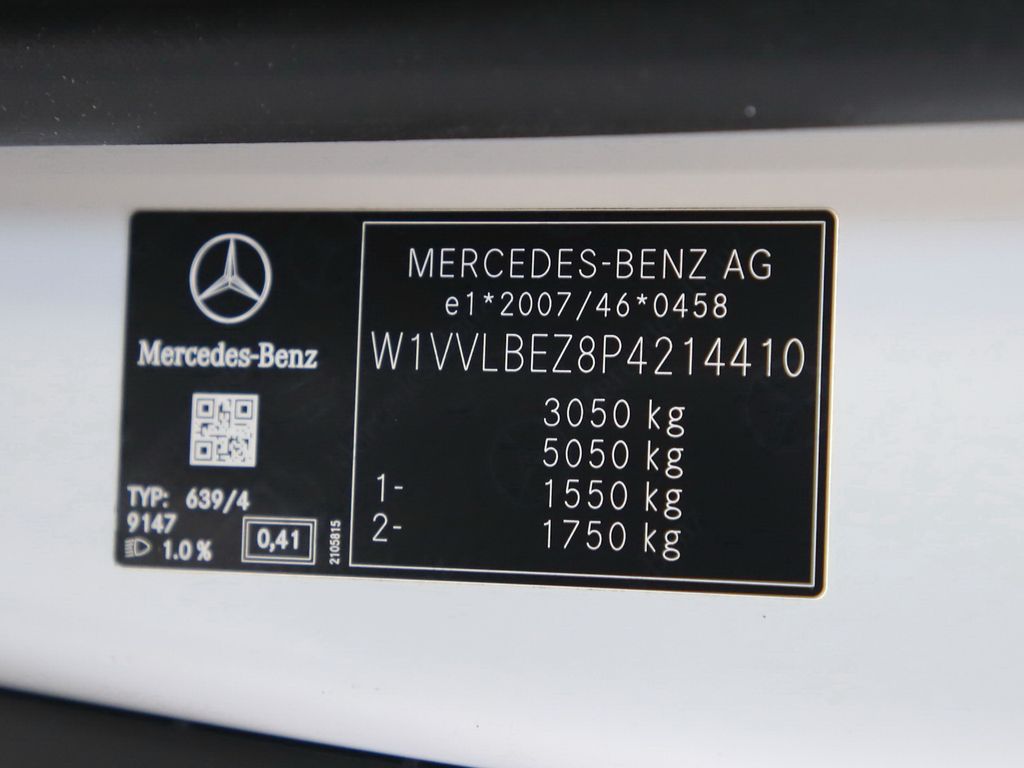 Mercedes-Benz
TYP: 639/4
9147
1.0 %
0,41
2105815
MERCEDES-BENZ AG
e1*2007/46*0458
W1VVLBEZ8P4214410
3050 kg
5050 kg
1- 1550 kg
2- 1750 kg